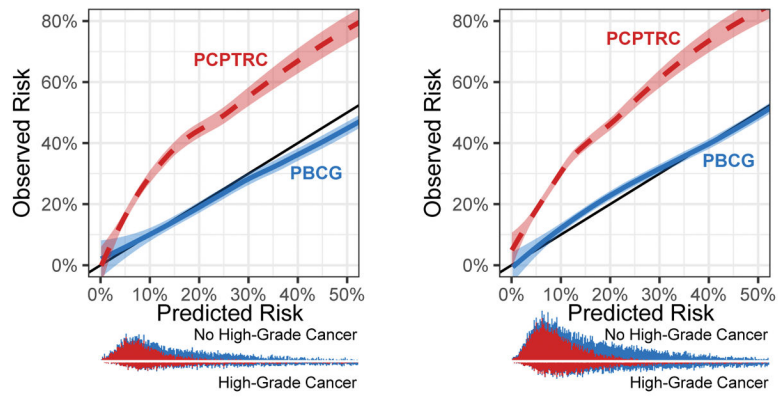 80%
60%
40%
20%
0%
Observed Risk
PCPTRC
PBCG
0% 10% 20% 30% 40% 50%
Predicted Risk
No High-Grade Cancer
High-Grade Cancer
80%
60%
40%
20%
0%
Observed Risk
PCPTRC
PBCG
0% 10% 20% 30% 40% 50%
Predicted Risk
No High-Grade Cancer
High-Grade Cancer